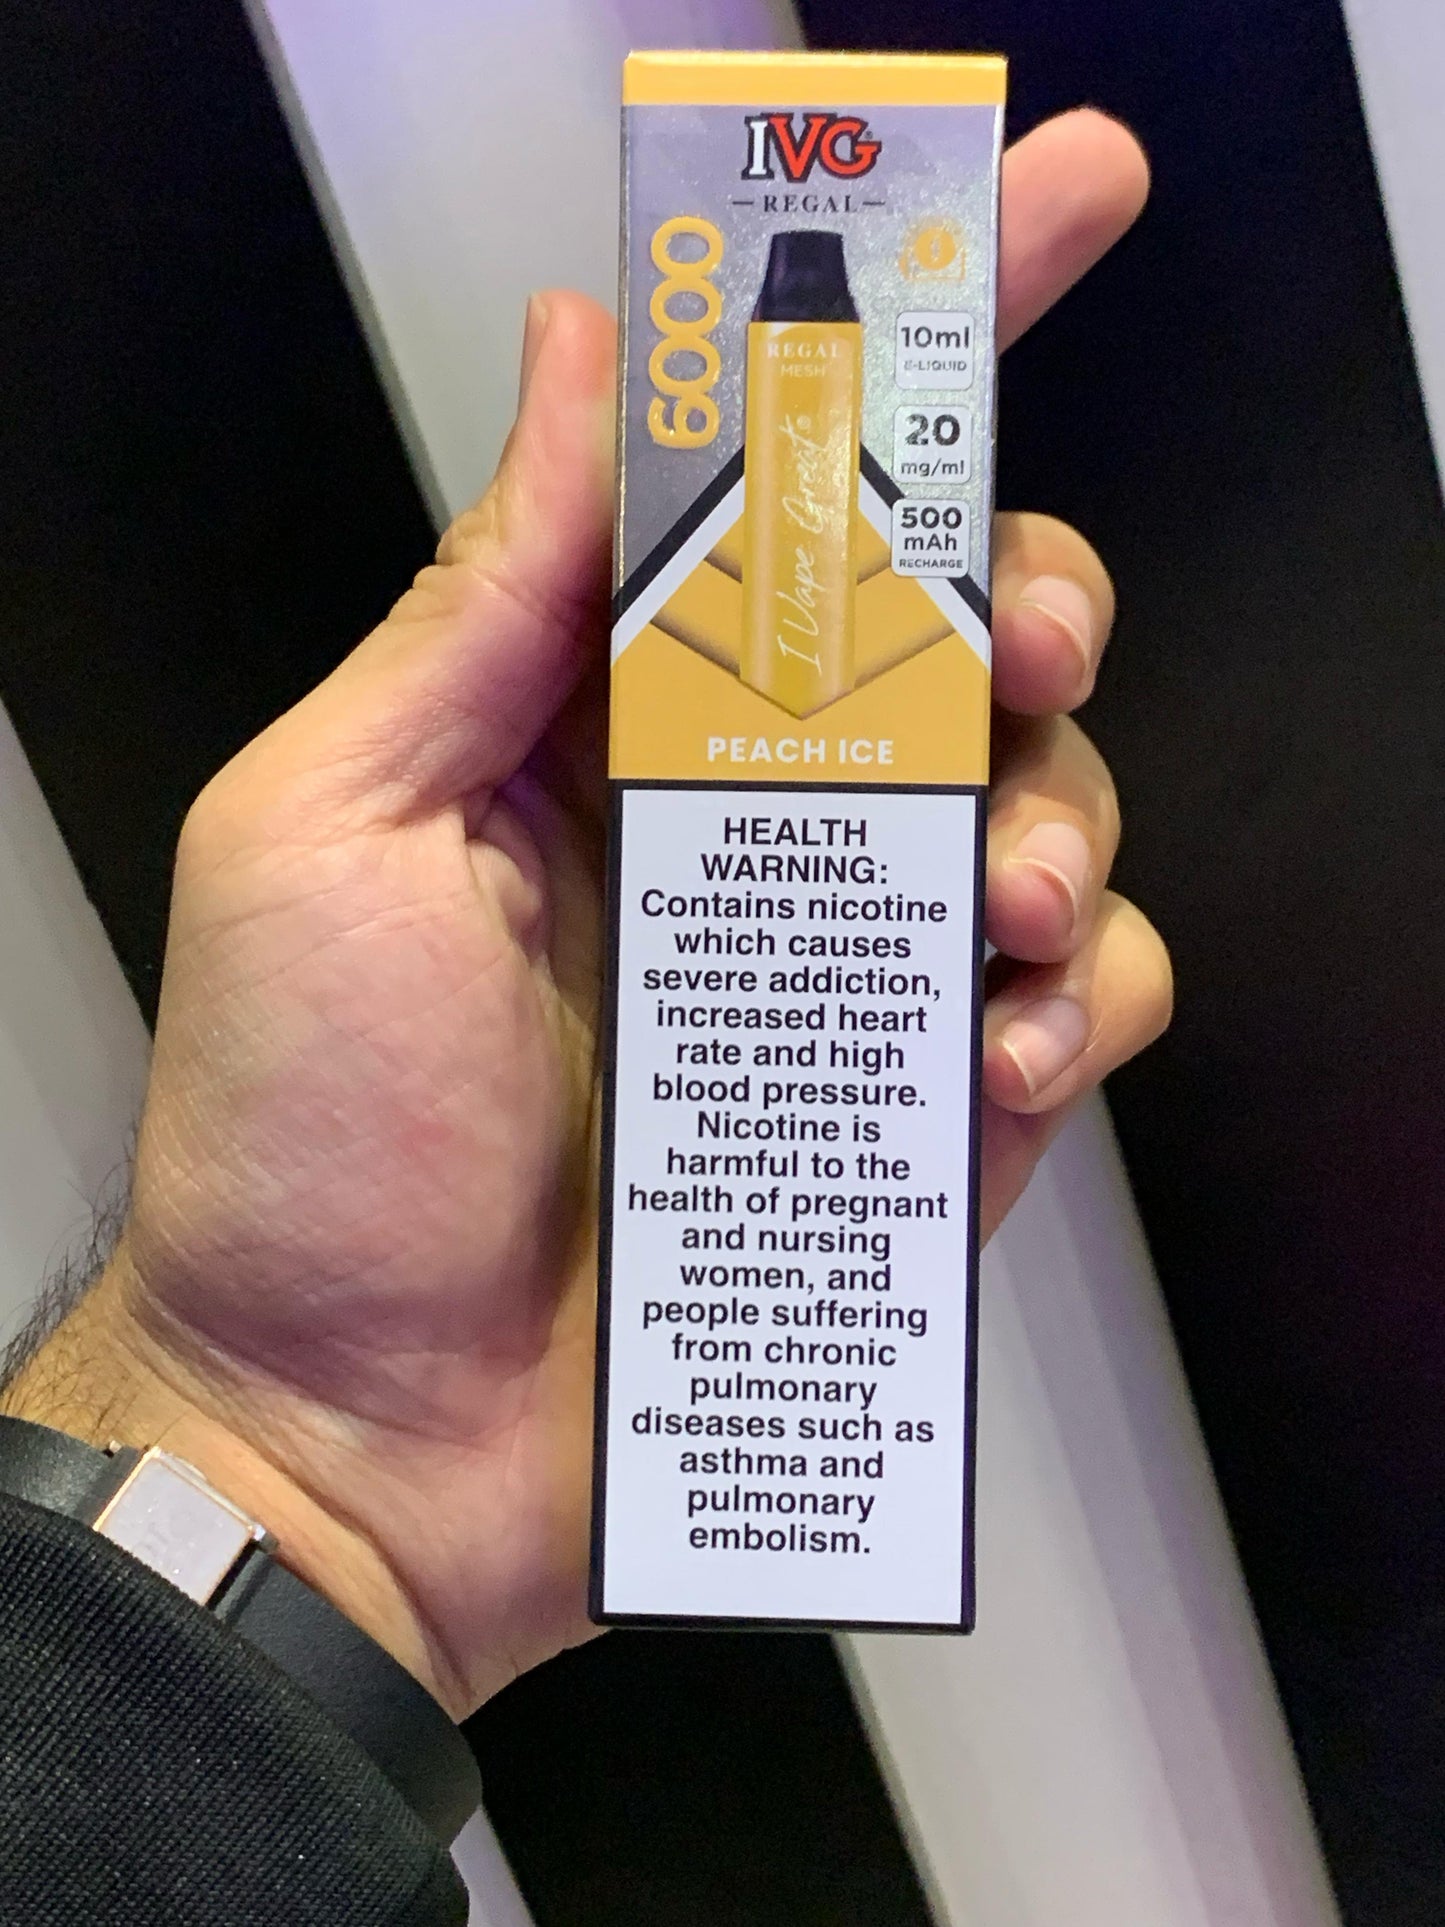 IVG
REGAL
6000
REGAL
MESH
I Vape Great®
10ml
E-LIQUID
20
mg/ml
500
mAh
RECHARGE
PEACH ICE
HEALTH
WARNING:
Contains nicotine
which causes
severe addiction,
increased heart
rate and high
blood pressure.
Nicotine is
harmful to the
health of pregnant
and nursing
women, and
people suffering
from chronic
pulmonary
diseases such as
asthma and
pulmonary
embolism.